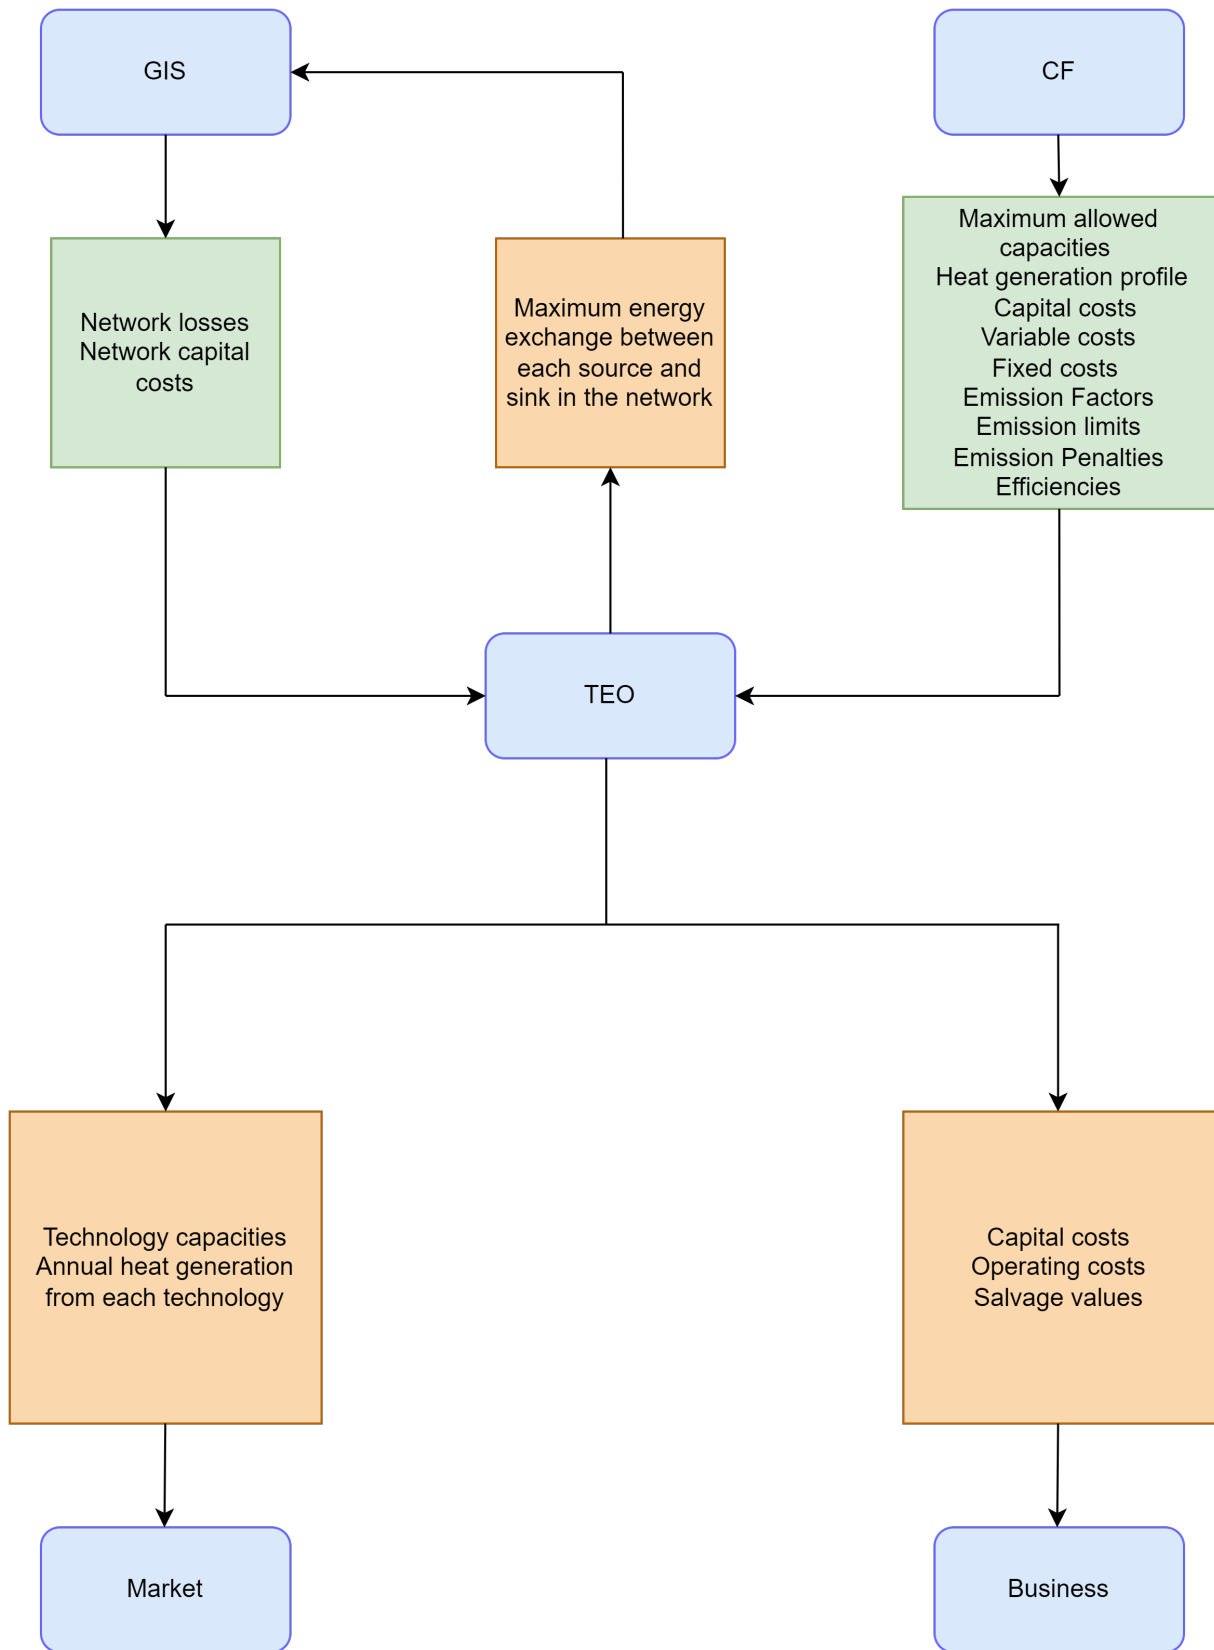 GIS
CF
Network losses
Network capital
costs
Maximum energy
exchange between
each source and
sink in the network
Maximum allowed
capacities
Heat generation profile
Capital costs
Variable costs
Fixed costs
Emission Factors
Emission limits
Emission Penalties
Efficiencies
TEO
Technology capacities
Annual heat generation
from each technology
Capital costs
Operating costs
Salvage values
Market
Business